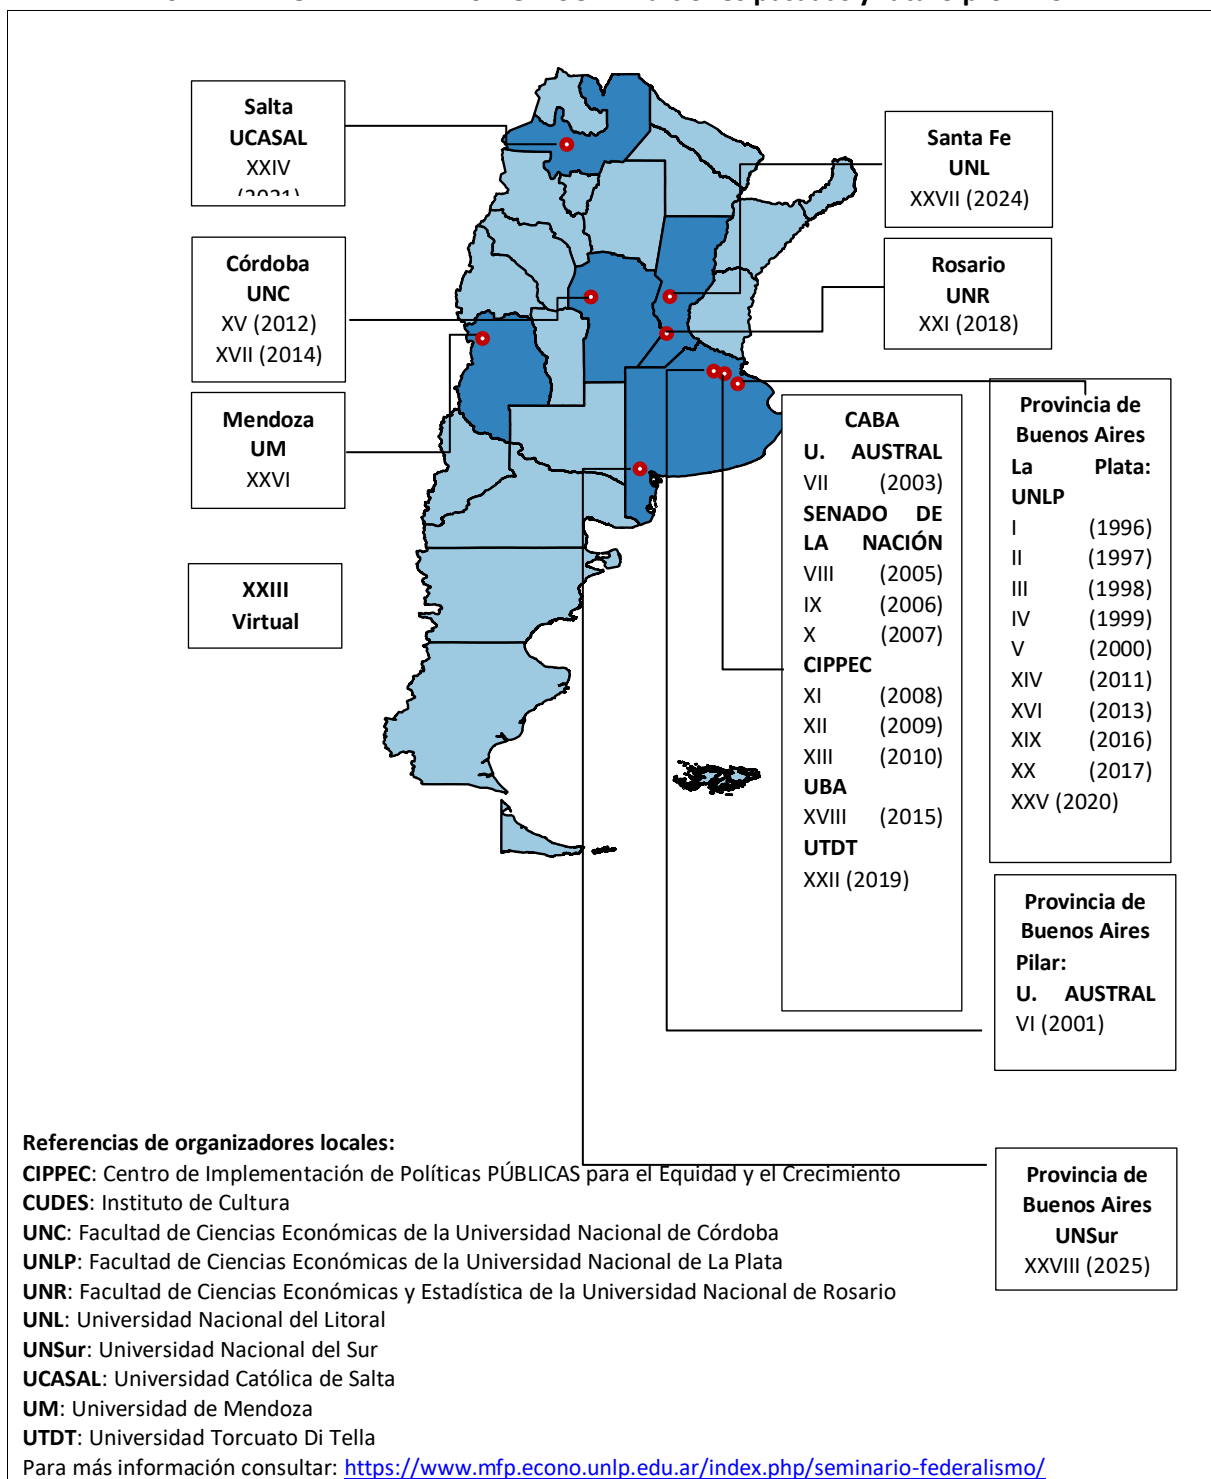 Salta
UCASAL
XXIV
(2021)
Córdoba
UNC
XV (2012)
XVII (2014)
Mendoza
UM
XXVI
XXIII
Virtual
Santa Fe
UNL
XXVII (2024)
Rosario
UNR
XXI (2018)
CABA
U. AUSTRAL
VII (2003)
SENADO DE
LA NACIÓN
VIII (2005)
IX (2006)
X (2007)
CIPPEC
XI (2008)
XII (2009)
XIII (2010)
UBA
XVIII (2015)
UTDT
XXII (2019)
Provincia de
Buenos Aires
La Plata:
UNLP
I (1996)
II (1997)
III (1998)
IV (1999)
V (2000)
XIV (2011)
XVI (2013)
XIX (2016)
XX (2017)
XXV (2020)
Provincia de
Buenos Aires
Pilar:
U. AUSTRAL
VI (2001)
Provincia de
Buenos Aires
UNSur
XXVIII (2025)
Referencias de organizadores locales:
CIPPEC: Centro de Implementación de Políticas PÚBLICAS para el Equidad y el Crecimiento
CUDES: Instituto de Cultura
UNC: Facultad de Ciencias Económicas de la Universidad Nacional de Córdoba
UNLP: Facultad de Ciencias Económicas de la Universidad Nacional de La Plata
UNR: Facultad de Ciencias Económicas y Estadística de la Universidad Nacional de Rosario
UNL: Universidad Nacional del Litoral
UNSur: Universidad Nacional del Sur
UCASAL: Universidad Católica de Salta
UM: Universidad de Mendoza
UTDT: Universidad Torcuato Di Tella
Para más información consultar: https://www.mfp.econo.unlp.edu.ar/index.php/seminario-federalismo/